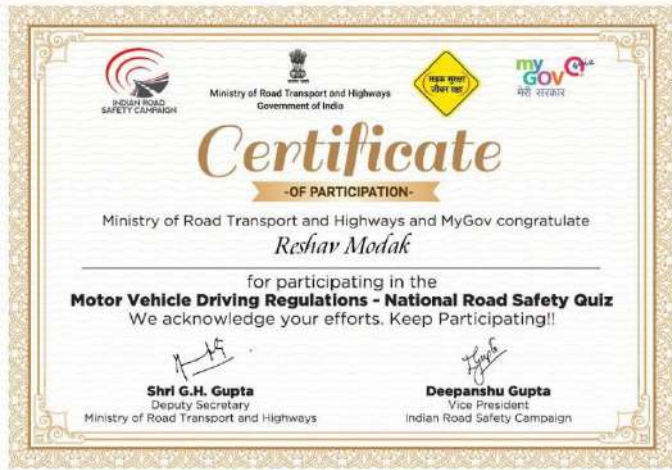 INDIAN ROAD
SAFETY CAMPAIGN
Ministry of Road Transport and Highways
Government of India
सड़क सुरक्षा
जीवन रक्षा
my
GOV Quiz
मेरी सरकार
Certificate
-OF PARTICIPATION-
Ministry of Road Transport and Highways and MyGov congratulate
Reshav Modak
for participating in the
Motor Vehicle Driving Regulations - National Road Safety Quiz
We acknowledge your efforts. Keep Participating!!
Shri G.H. Gupta
Deputy Secretary
Ministry of Road Transport and Highways
Deepanshu Gupta
Vice President
Indian Road Safety Campaign